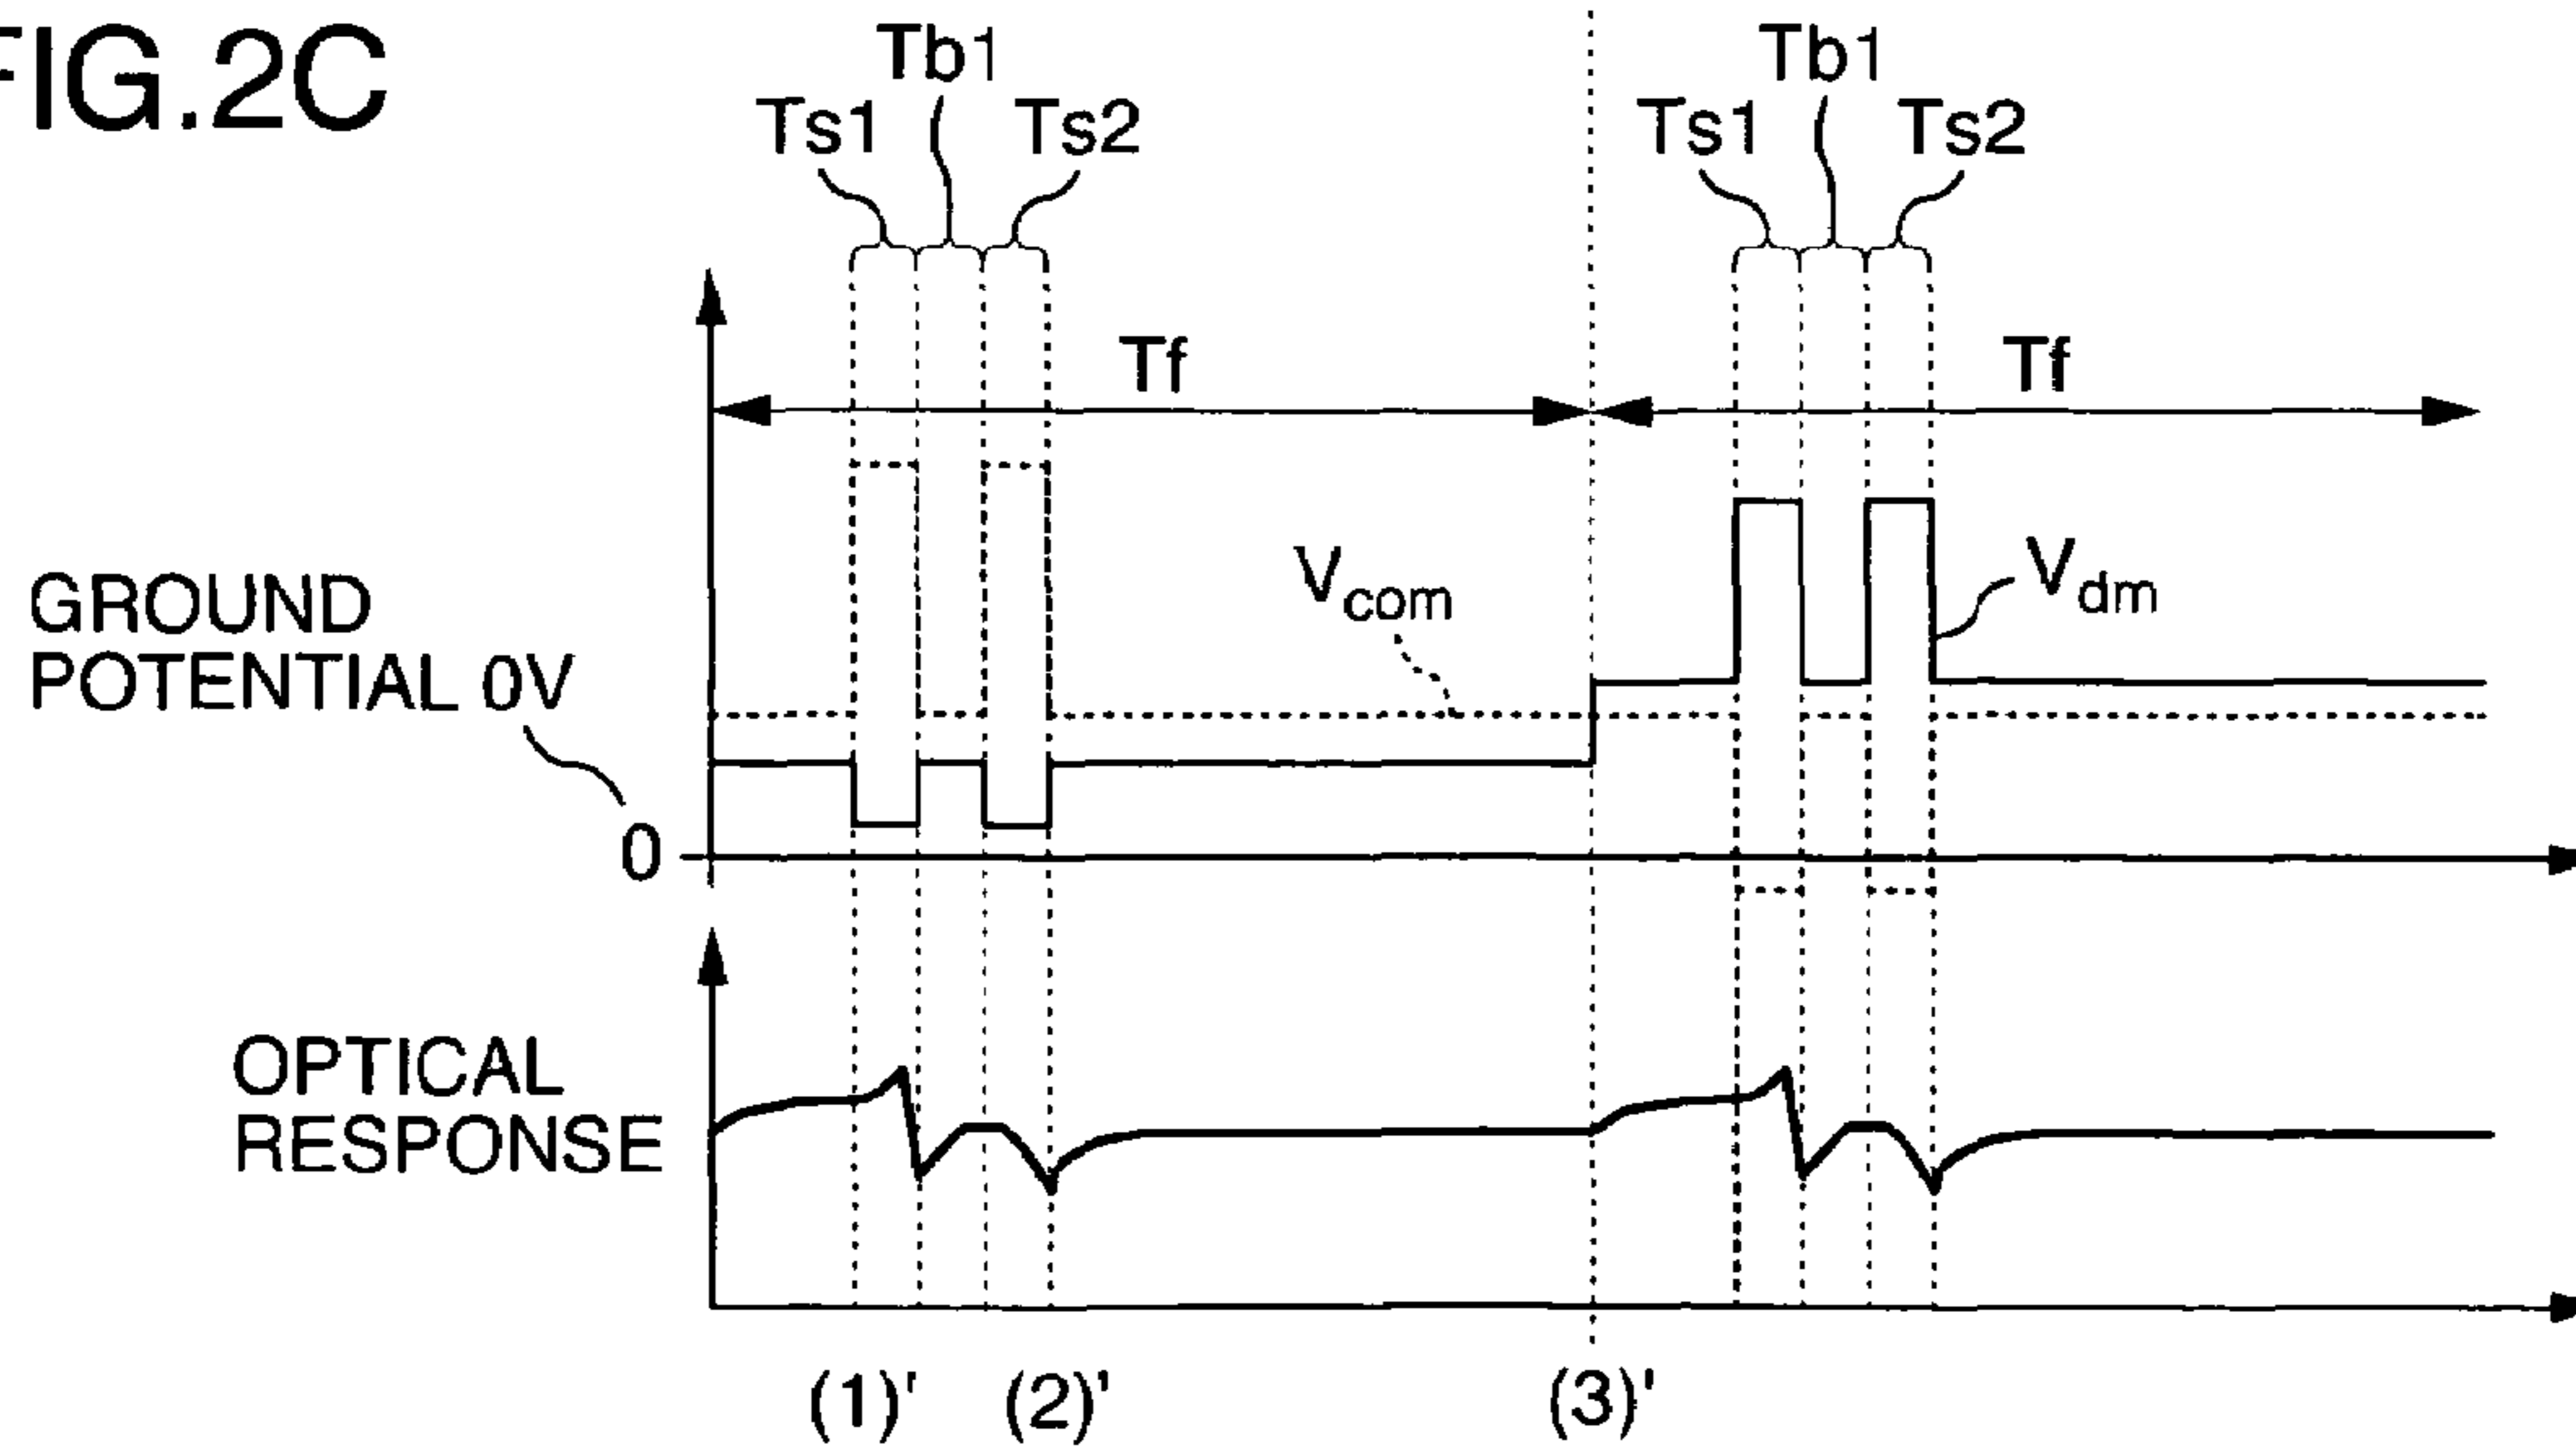 FIG.2C
Tb1
Ts1 Ts2
Tb1
Ts1 Ts2
Tf
Tf
Vcom
Vdm
GROUND
POTENTIAL 0V
0
OPTICAL
RESPONSE
(1)' (2)' (3)'